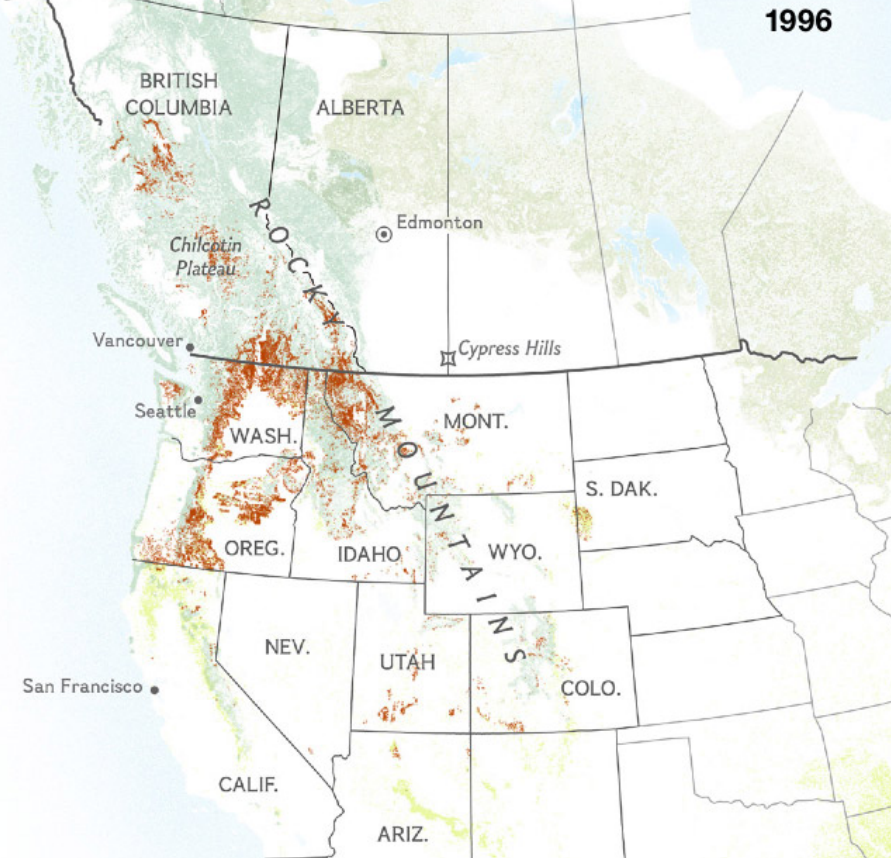 1996
BRITISH
COLUMBIA
ALBERTA
Edmonton
Chilcotin
Plateau
ROCKY
Vancouver
Cypress Hills
Seattle
WASH.
MOUNTAINS
MONT.
S. DAK.
OREG.
IDAHO
WYO.
NEV.
UTAH
COLO.
San Francisco
CALIF.
ARIZ.